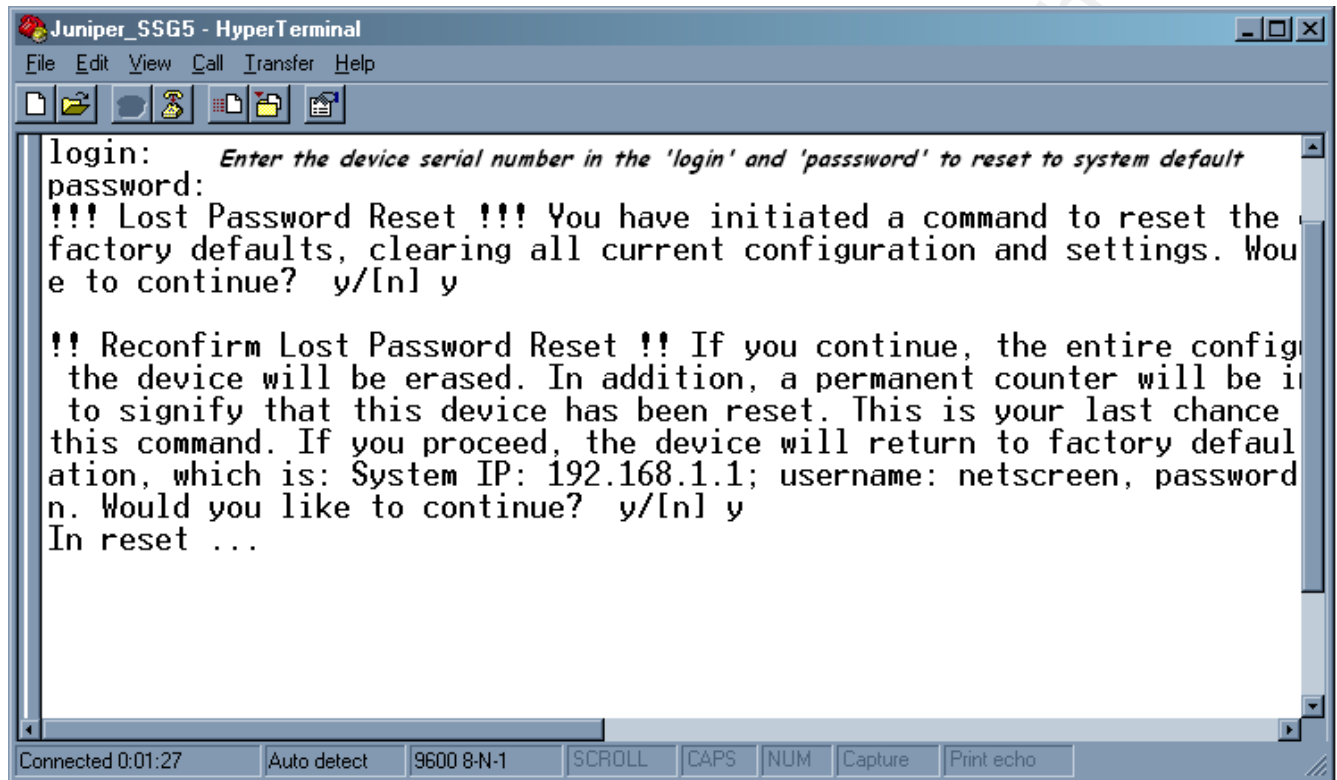 Juniper_SSG5 - HyperTerminal
File Edit View Call Transfer Help
login: Enter the device serial number in the 'login' and 'passsword' to reset to system default
password:
!!! Lost Password Reset !!! You have initiated a command to reset the
factory defaults, clearing all current configuration and settings. Wou
e to continue? y/[n] y
!! Reconfirm Lost Password Reset !! If you continue, the entire config
the device will be erased. In addition, a permanent counter will be i
to signify that this device has been reset. This is your last chance
this command. If you proceed, the device will return to factory defaul
ation, which is: System IP: 192.168.1.1; username: netscreen, password
n. Would you like to continue? y/[n] y
In reset ...
Connected 0:01:27 Auto detect 9600 8-N-1 SCROLL CAPS NUM Capture Print echo